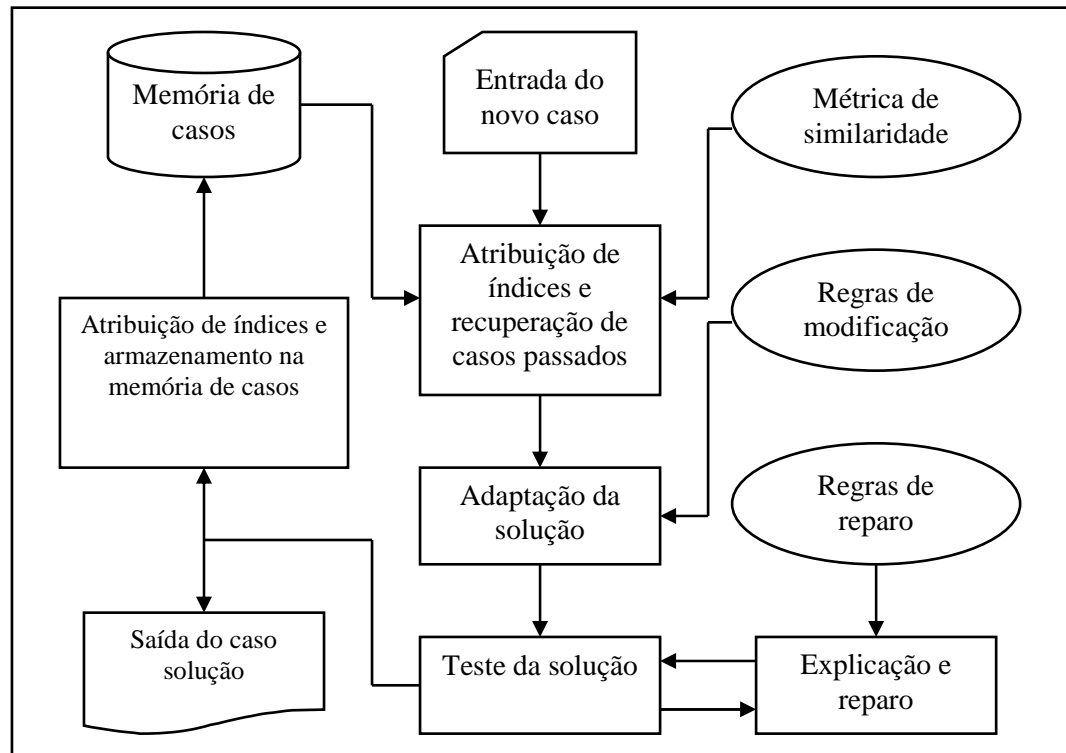 Memória de
casos
Entrada do
novo caso
Métrica de
similaridade
Atribuição de
índices e
recuperação de
casos passados
Regras de
modificação
Atribuição de índices e
armazenamento na
memória de casos
Adaptação da
solução
Regras de
reparo
Saída do caso
solução
Teste da solução
Explicação e
reparo